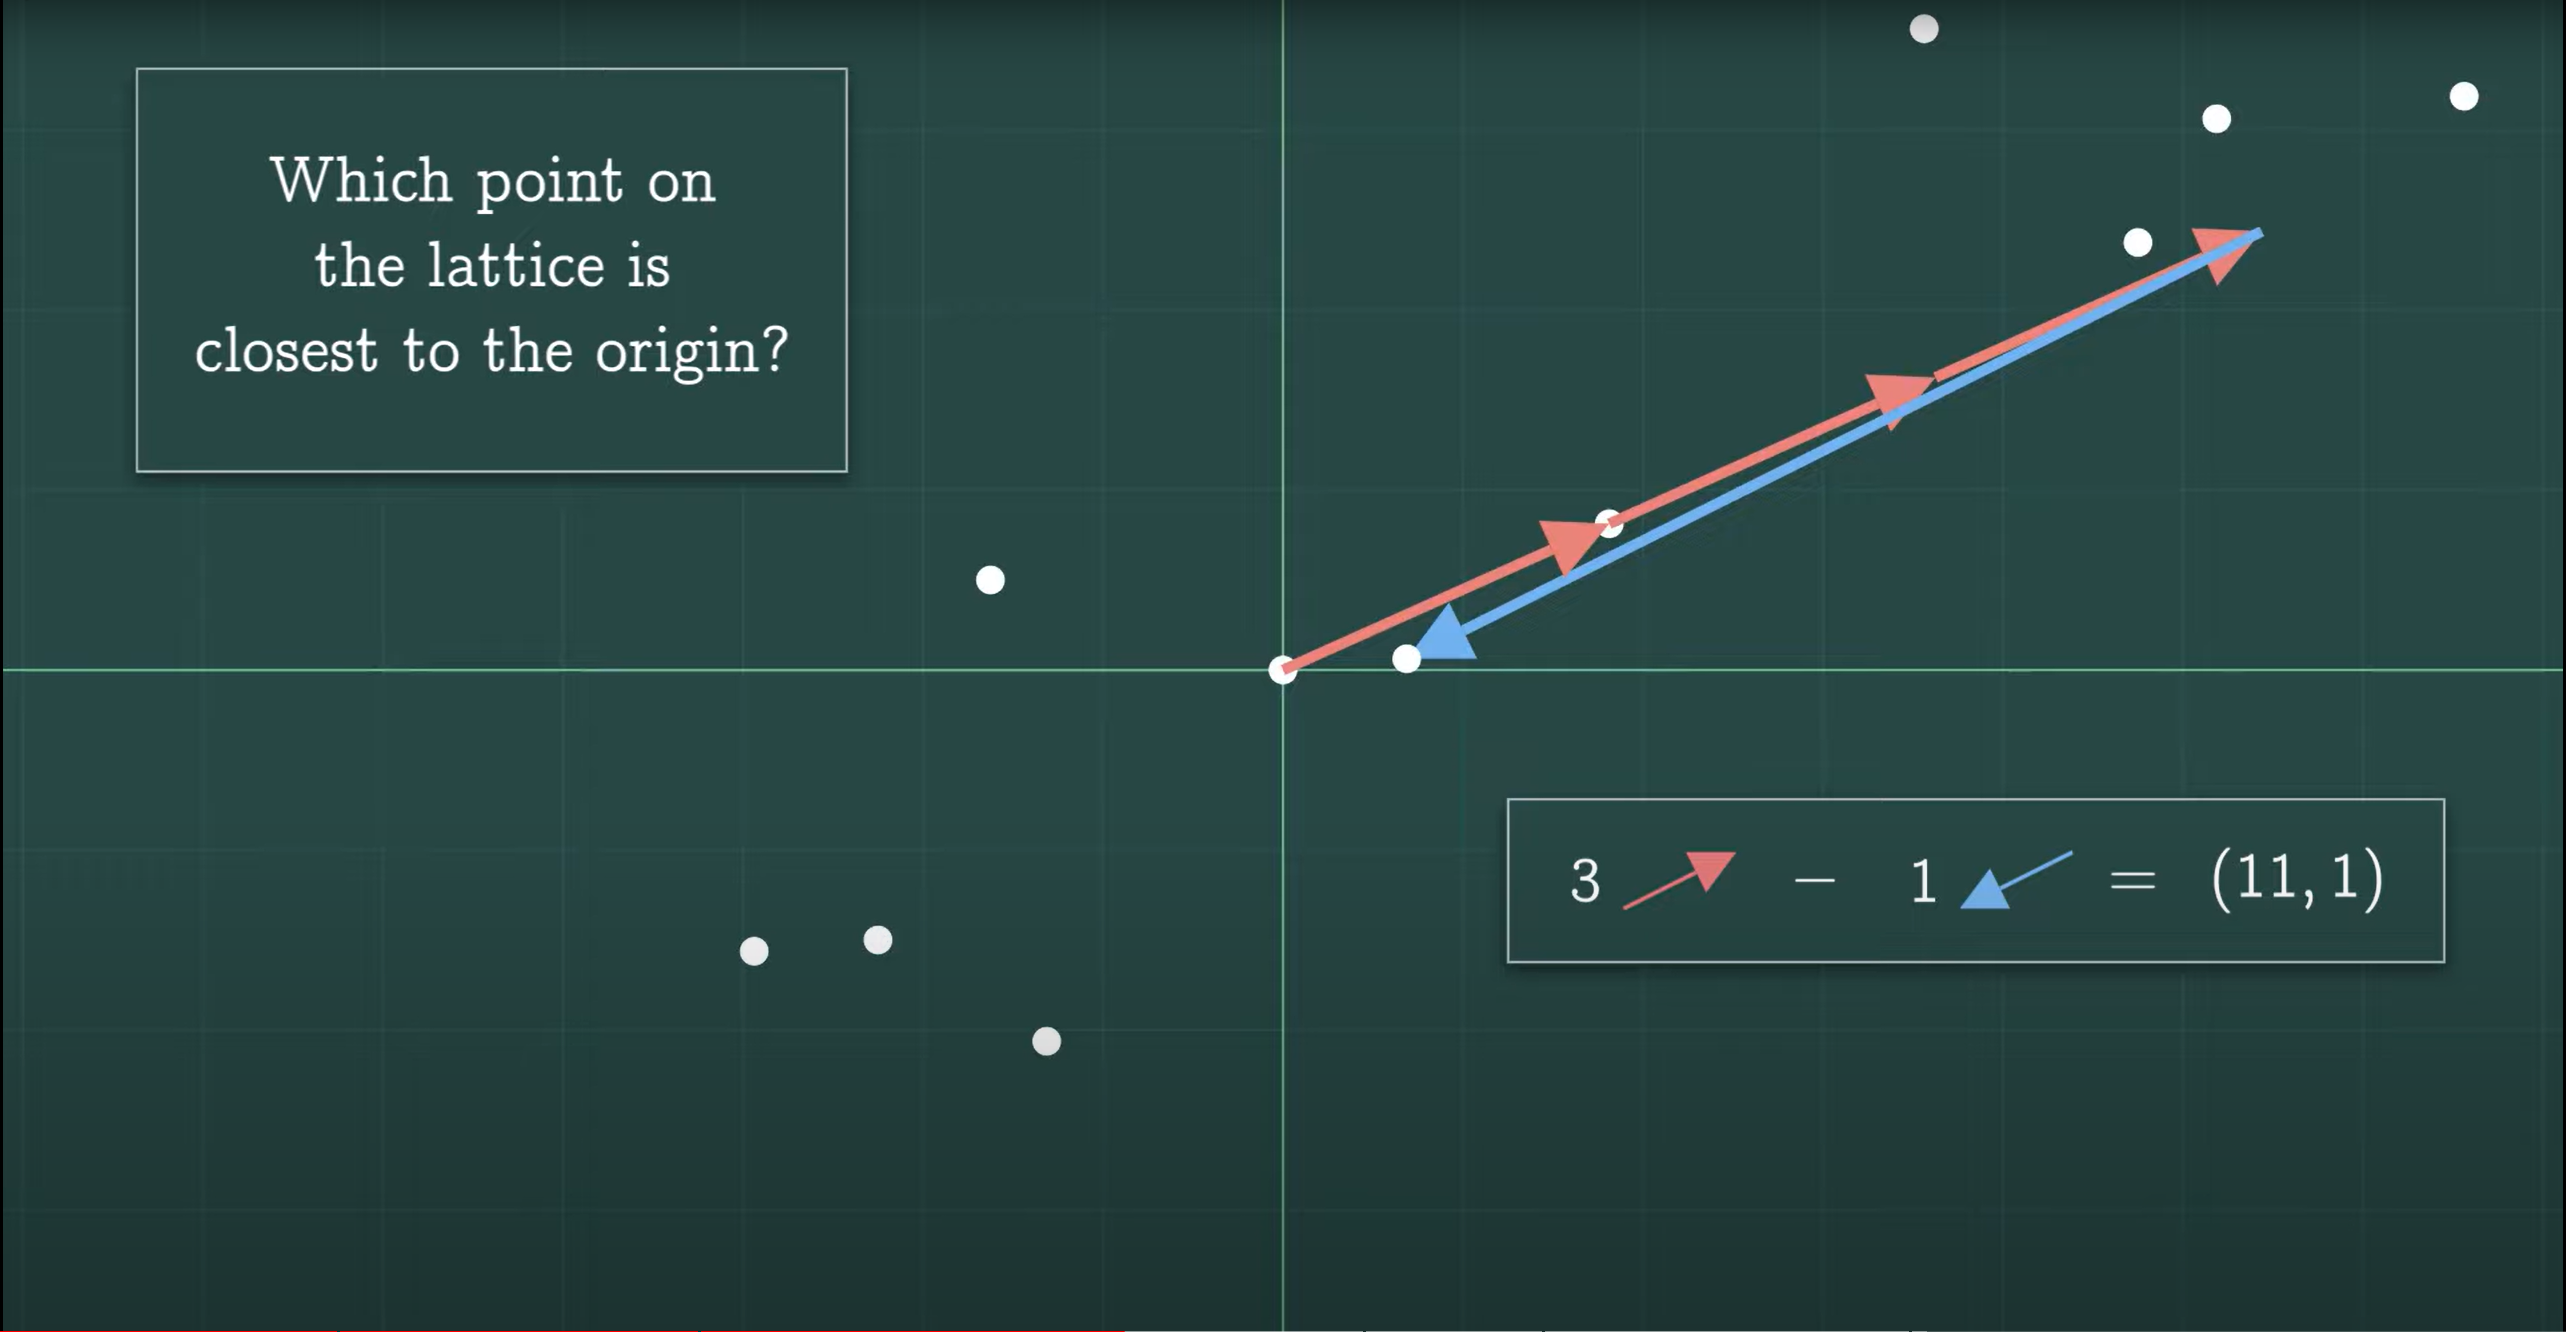 Which point on
the lattice is
closest to the origin?
3 − 1 = (11, 1)